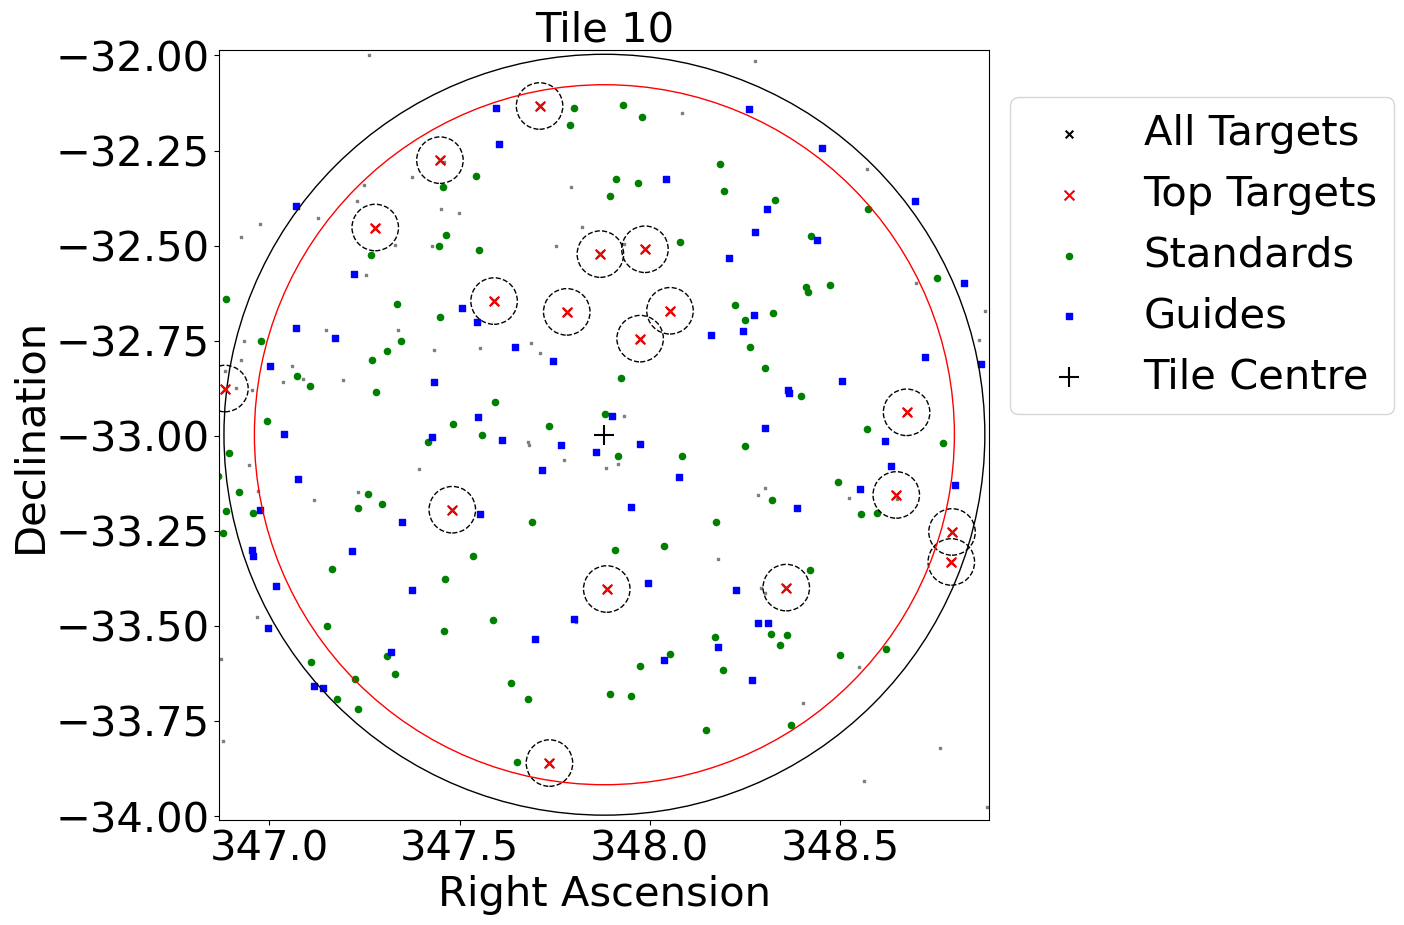 Tile 10
−32.00
−32.25
−32.50
−32.75
−33.00
−33.25
−33.50
−33.75
−34.00
Declination
347.0 347.5 348.0 348.5
Right Ascension
All Targets
Top Targets
Standards
Guides
Tile Centre